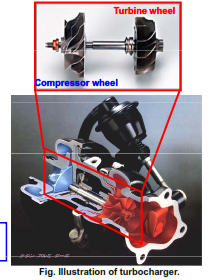 Turbine wheel
Compressor wheel
Fig. Illustration of turbocharger.